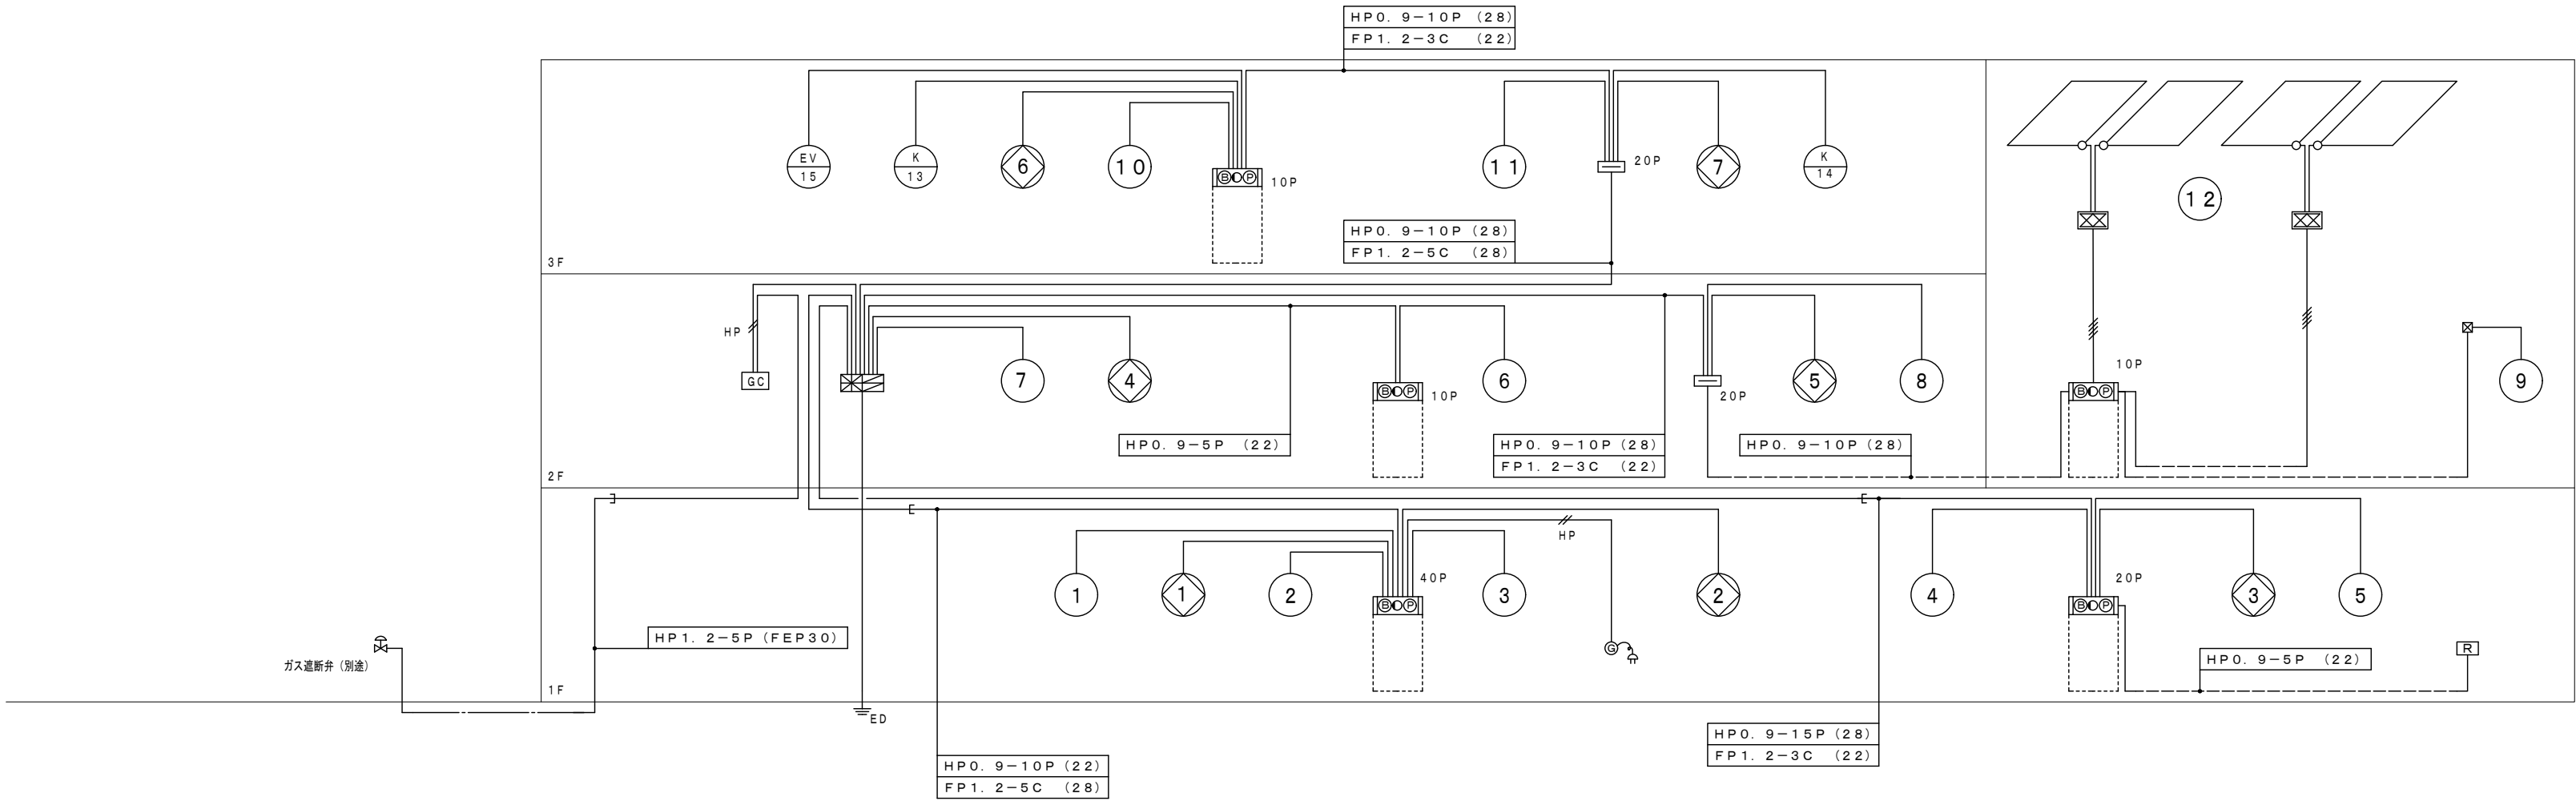 HP0.9-10P (28)
FP1.2-3C (22)
EV
15
K
13
6
10
B P
10P
11
20P
7
K
14
12
HP0.9-10P (28)
FP1.2-5C (28)
3F
HP
GC
7
4
B P
10P
6
20P
5
8
B P
10P
9
HP0.9-5P (22)
HP0.9-10P (28)
FP1.2-3C (22)
HP0.9-10P (28)
2F
HP
1
1
2
B P
40P
3
2
4
B P
20P
3
5
HP1.2-5P (FEP30)
G
R
ガス遮断弁 (別途)
HP0.9-5P (22)
1F
ED
HP0.9-15P (28)
FP1.2-3C (22)
HP0.9-10P (22)
FP1.2-5C (28)